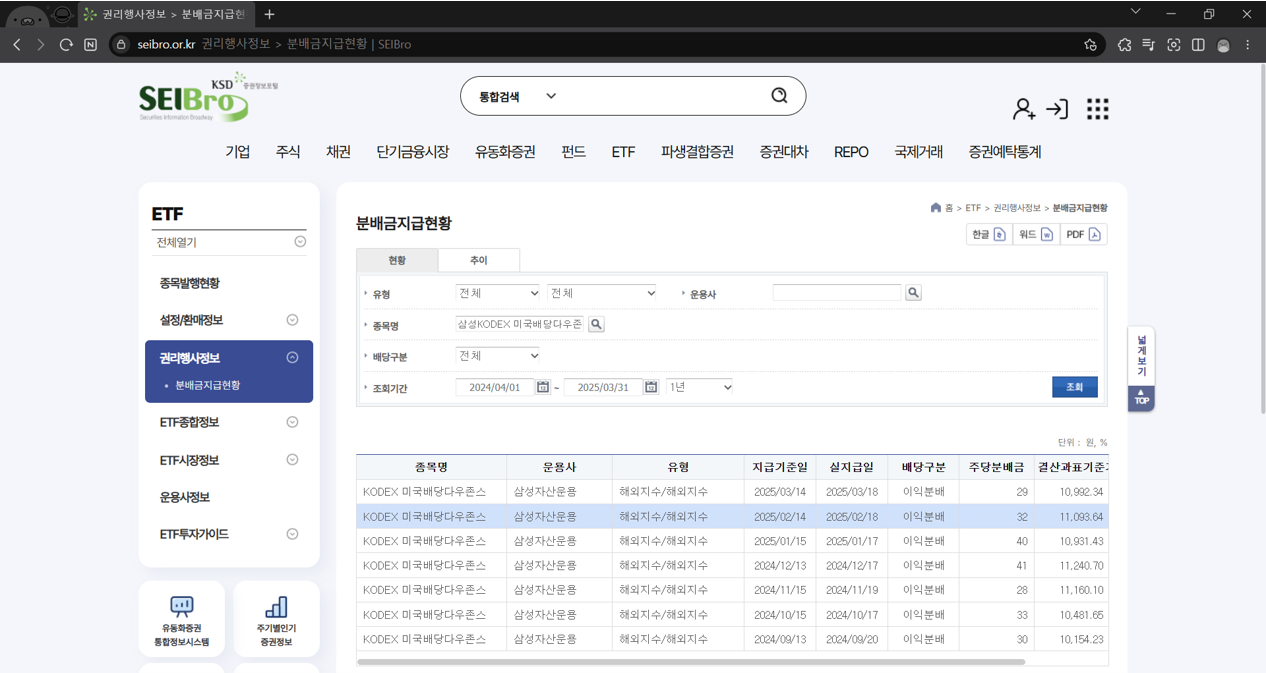 권리행사정보 > 분배금지급현
seibro.or.kr 권리행사정보 > 분배금지급현황 | SEIBro
KSD 증권정보포털
SEIBro
Securities Information Broadway
통합검색
기업 주식 채권 단기금융시장 유동화증권 펀드 ETF 파생결합증권 증권대차 REPO 국제거래 증권예탁통계
ETF
전체열기
종목발행현황
설정/환매정보
권리행사정보
• 분배금지급현황
ETF종합정보
ETF시장정보
운용사정보
ETF투자가이드
유동화증권
통합정보시스템
주기별인기
증권정보
홈 > ETF > 권리행사정보 > 분배금지급현황
분배금지급현황
한글 워드 PDF
현황 추이
유형 전체 전체 운용사
종목명 삼성KODEX 미국배당다우존
배당구분 전체
조회기간 2024/04/01 ~ 2025/03/31 1년 조회
넓게보기
TOP
단위 : 원, %
종목명 운용사 유형 지급기준일 실지급일 배당구분 주당분배금 결산과표기준가
KODEX 미국배당다우존스 삼성자산운용 해외지수/해외지수 2025/03/14 2025/03/18 이익분배 29 10,992.34
KODEX 미국배당다우존스 삼성자산운용 해외지수/해외지수 2025/02/14 2025/02/18 이익분배 32 11,093.64
KODEX 미국배당다우존스 삼성자산운용 해외지수/해외지수 2025/01/15 2025/01/17 이익분배 40 10,931.43
KODEX 미국배당다우존스 삼성자산운용 해외지수/해외지수 2024/12/13 2024/12/17 이익분배 41 11,240.70
KODEX 미국배당다우존스 삼성자산운용 해외지수/해외지수 2024/11/15 2024/11/19 이익분배 28 11,160.10
KODEX 미국배당다우존스 삼성자산운용 해외지수/해외지수 2024/10/15 2024/10/17 이익분배 33 10,481.65
KODEX 미국배당다우존스 삼성자산운용 해외지수/해외지수 2024/09/13 2024/09/20 이익분배 30 10,154.23